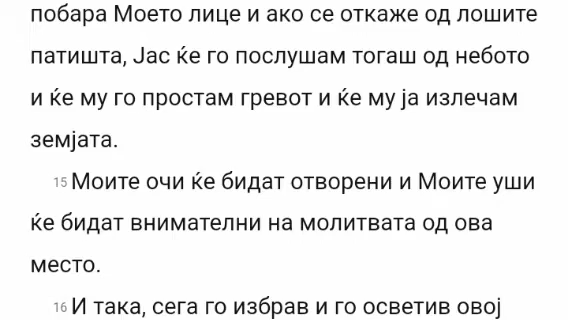 побара Моето лице и ако се откаже од лошите
патишта, Јас ќе го послушам тогаш од небото
и ќе му го простам гревот и ќе му ја излечам
земјата.
15 Моите очи ќе бидат отворени и Моите уши
ќе бидат внимателни на молитвата од ова
место.
16 И така, сега го избрав и го осветив овој